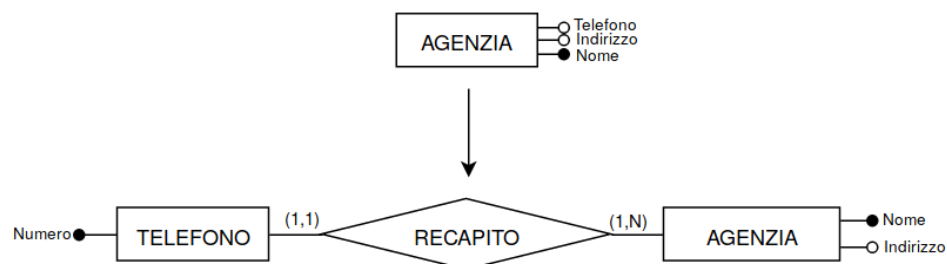 AGENZIA
Telefono
Indirizzo
Nome
Numero
TELEFONO
(1,1)
RECAPITO
(1,N)
AGENZIA
Nome
Indirizzo